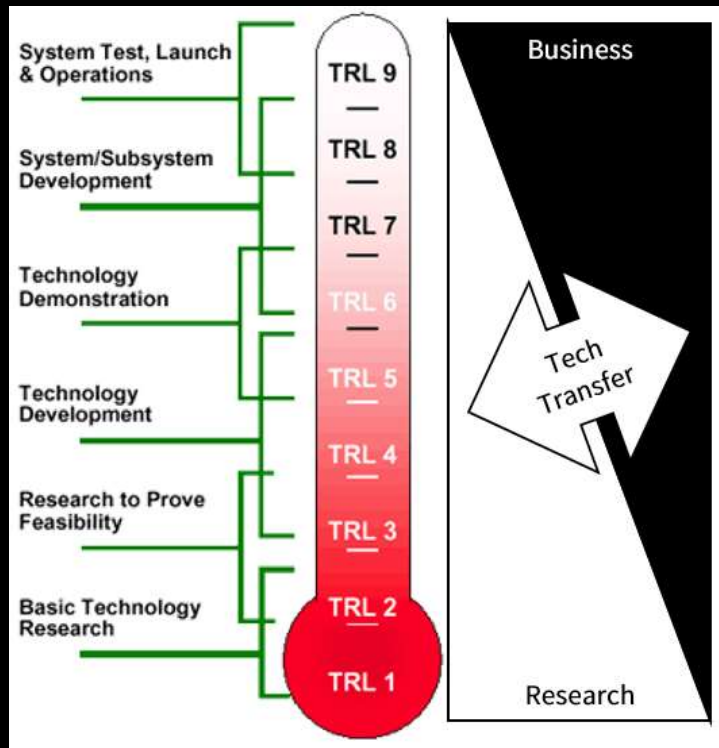 System Test, Launch
& Operations
System/Subsystem
Development
Technology
Demonstration
Technology
Development
Research to Prove
Feasibility
Basic Technology
Research
TRL 9
TRL 8
TRL 7
TRL 6
TRL 5
TRL 4
TRL 3
TRL 2
TRL 1
Business
Tech
Transfer
Research